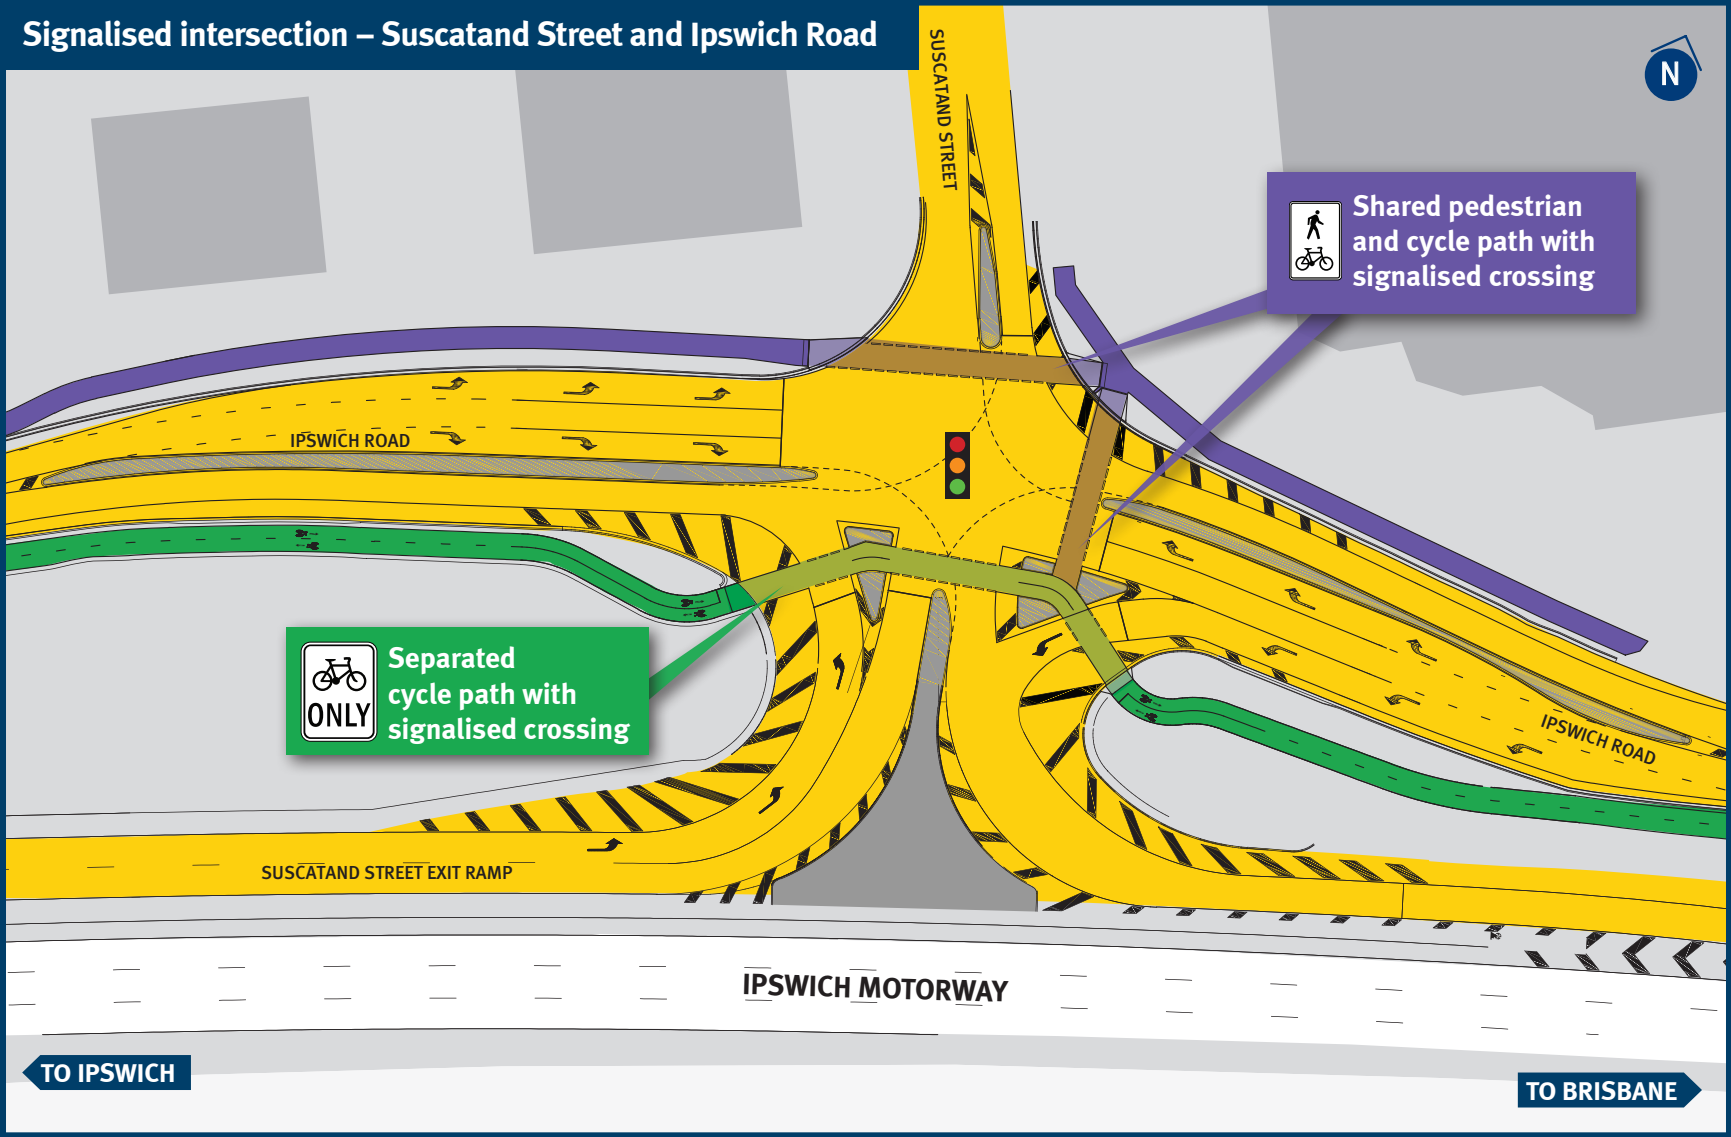 Signalised intersection – Suscatand Street and Ipswich Road
N
SUSCATAND STREET
Shared pedestrian
and cycle path with
signalised crossing
IPSWICH ROAD
ONLY
Separated
cycle path with
signalised crossing
IPSWICH ROAD
SUSCATAND STREET EXIT RAMP
IPSWICH MOTORWAY
TO IPSWICH
TO BRISBANE